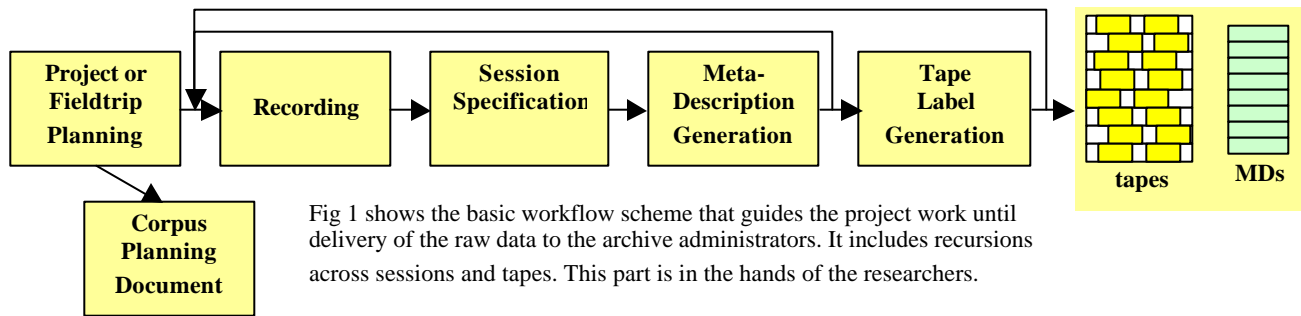 Project or
Fieldtrip
Planning
Recording
Session
Specification
Meta-
Description
Generation
Tape
Label
Generation
tapes
MDs
Corpus
Planning
Document
Fig 1 shows the basic workflow scheme that guides the project work until
delivery of the raw data to the archive administrators. It includes recursions
across sessions and tapes. This part is in the hands of the researchers.